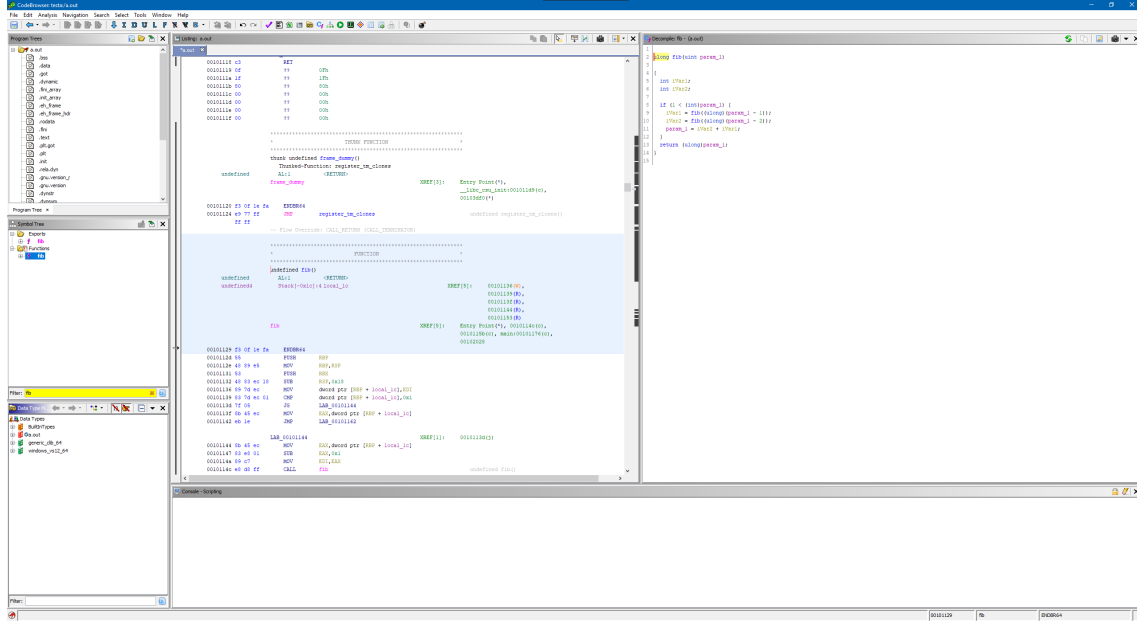 CodeBrowser: testa:/a.out
File Edit Analysis Navigation Search Select Tools Window Help
Program Trees
a.out
.bss
.data
.got
.dynamic
.fini_array
.init_array
.eh_frame
.eh_frame_hdr
.rodata
.fini
.text
.plt.got
.plt
.init
.rela.dyn
.gnu.version_r
.gnu.version
.dynstr
.dynsym
Program Tree ×
Symbol Tree
Exports
f fib
Functions
f fib
Filter: fib
Data Types
BuiltInTypes
a.out
generic_clib_64
windows_vs12_64
Filter:
Listing: a.out
*a.out
00101118 c3 RET
00101119 0f ?? 0Fh
0010111a 1f ?? 1Fh
0010111b 80 ?? 80h
0010111c 00 ?? 00h
0010111d 00 ?? 00h
0010111e 00 ?? 00h
0010111f 00 ?? 00h
* THUNK FUNCTION *
thunk undefined frame_dummy()
Thunked-Function: register_tm_clones
undefined AL:1 <RETURN>
frame_dummy XREF[3]: Entry Point(*),
__libc_csu_init:001011d9(c),
00103df0(*)
00101120 f3 0f 1e fa ENDBR64
00101124 e9 77 ff JMP register_tm_clones undefined register_tm_clones()
ff ff
-- Flow Override: CALL_RETURN (CALL_TERMINATOR)
* FUNCTION *
undefined fib()
undefined AL:1 <RETURN>
undefined4 Stack[-0x1c]:4 local_1c XREF[5]: 00101136(W),
00101139(R),
0010113f(R),
00101144(R),
00101153(R)
fib XREF[5]: Entry Point(*), 0010114c(c),
0010115b(c), main:00101176(c),
00102028
00101129 f3 0f 1e fa ENDBR64
0010112d 55 PUSH RBP
0010112e 48 89 e5 MOV RBP,RSP
00101131 53 PUSH RBX
00101132 48 83 ec 18 SUB RSP,0x18
00101136 89 7d ec MOV dword ptr [RBP + local_1c],EDI
00101139 83 7d ec 01 CMP dword ptr [RBP + local_1c],0x1
0010113d 7f 05 JG LAB_00101144
0010113f 8b 45 ec MOV EAX,dword ptr [RBP + local_1c]
00101142 eb 1e JMP LAB_00101162
LAB_00101144 XREF[1]: 0010113d(j)
00101144 8b 45 ec MOV EAX,dword ptr [RBP + local_1c]
00101147 83 e8 01 SUB EAX,0x1
0010114a 89 c7 MOV EDI,EAX
0010114c e8 d8 ff CALL fib undefined fib()
Decompile: fib - (a.out)
1
2 ulong fib(uint param_1)
3
4 {
5 int iVar1;
6 int iVar2;
7
8 if (1 < (int)param_1) {
9 iVar1 = fib((ulong)(param_1 - 1));
10 iVar2 = fib((ulong)(param_1 - 2));
11 param_1 = iVar2 + iVar1;
12 }
13 return (ulong)param_1;
14 }
15
Console - Scripting
00101129 fib ENDBR64